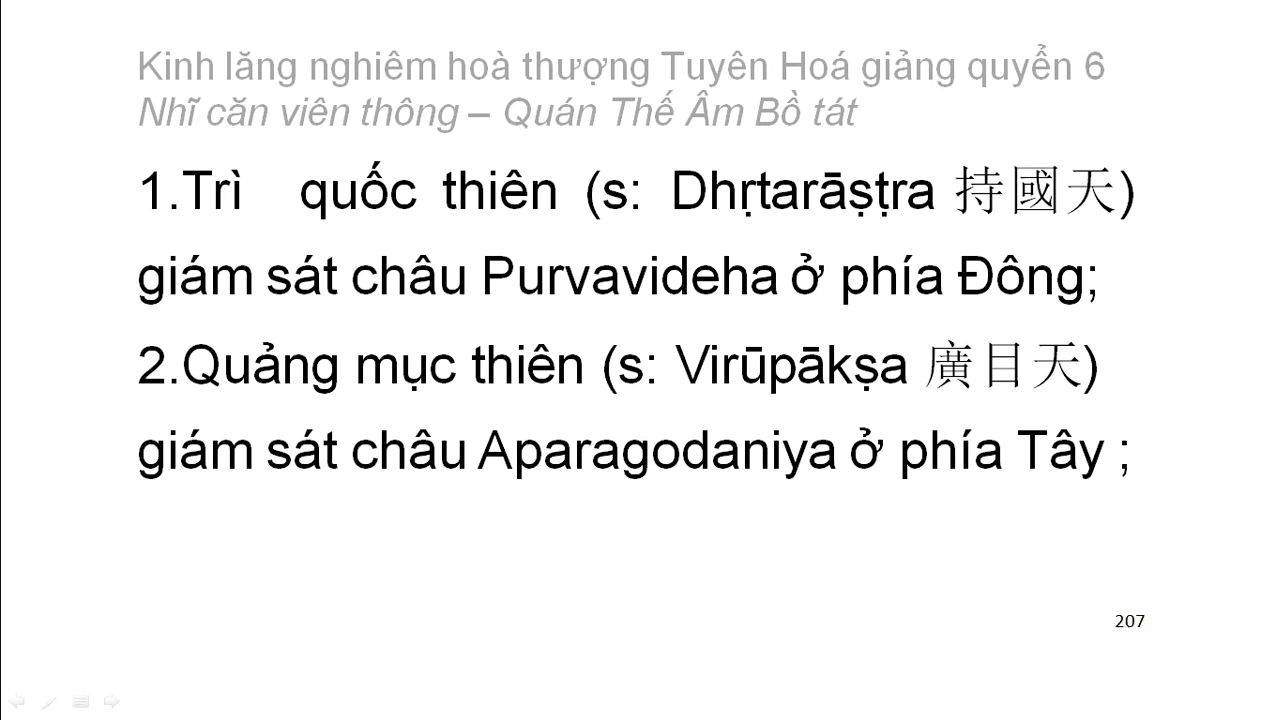 Kinh lăng nghiêm hoà thượng Tuyên Hoá giảng quyển 6
Nhĩ căn viên thông – Quán Thế Âm Bồ tát
1.Trì quốc thiên (s: Dhṛtarāṣṭra 持國天)
giám sát châu Purvavideha ở phía Đông;
2.Quảng mục thiên (s: Virūpākṣa 廣目天)
giám sát châu Aparagodaniya ở phía Tây ;
207